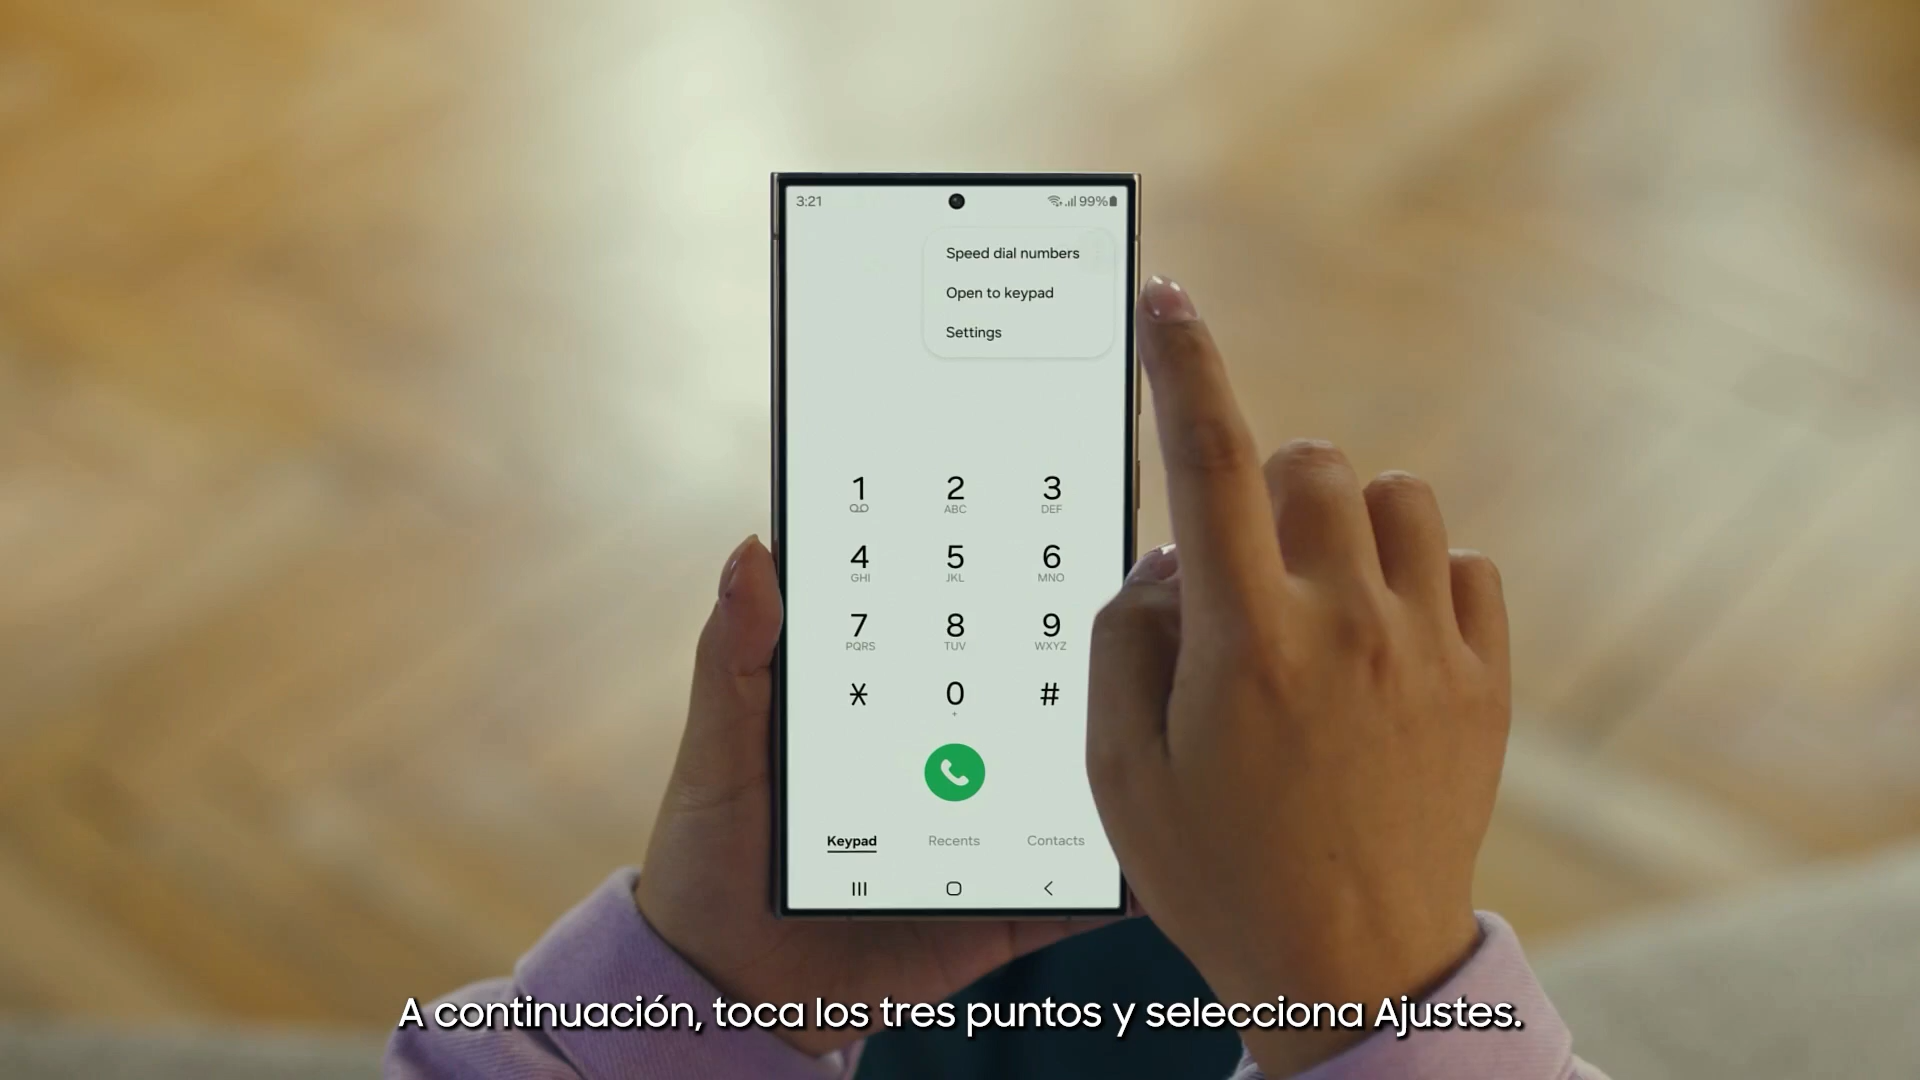 3:21
99%
Speed dial numbers
Open to keypad
Settings
1 2 3
ABC DEF
4 5 6
GHI JKL MNO
7 8 9
PQRS TUV WXYZ
* 0 #
+
Keypad Recents Contacts
A continuación, toca los tres puntos y selecciona Ajustes.